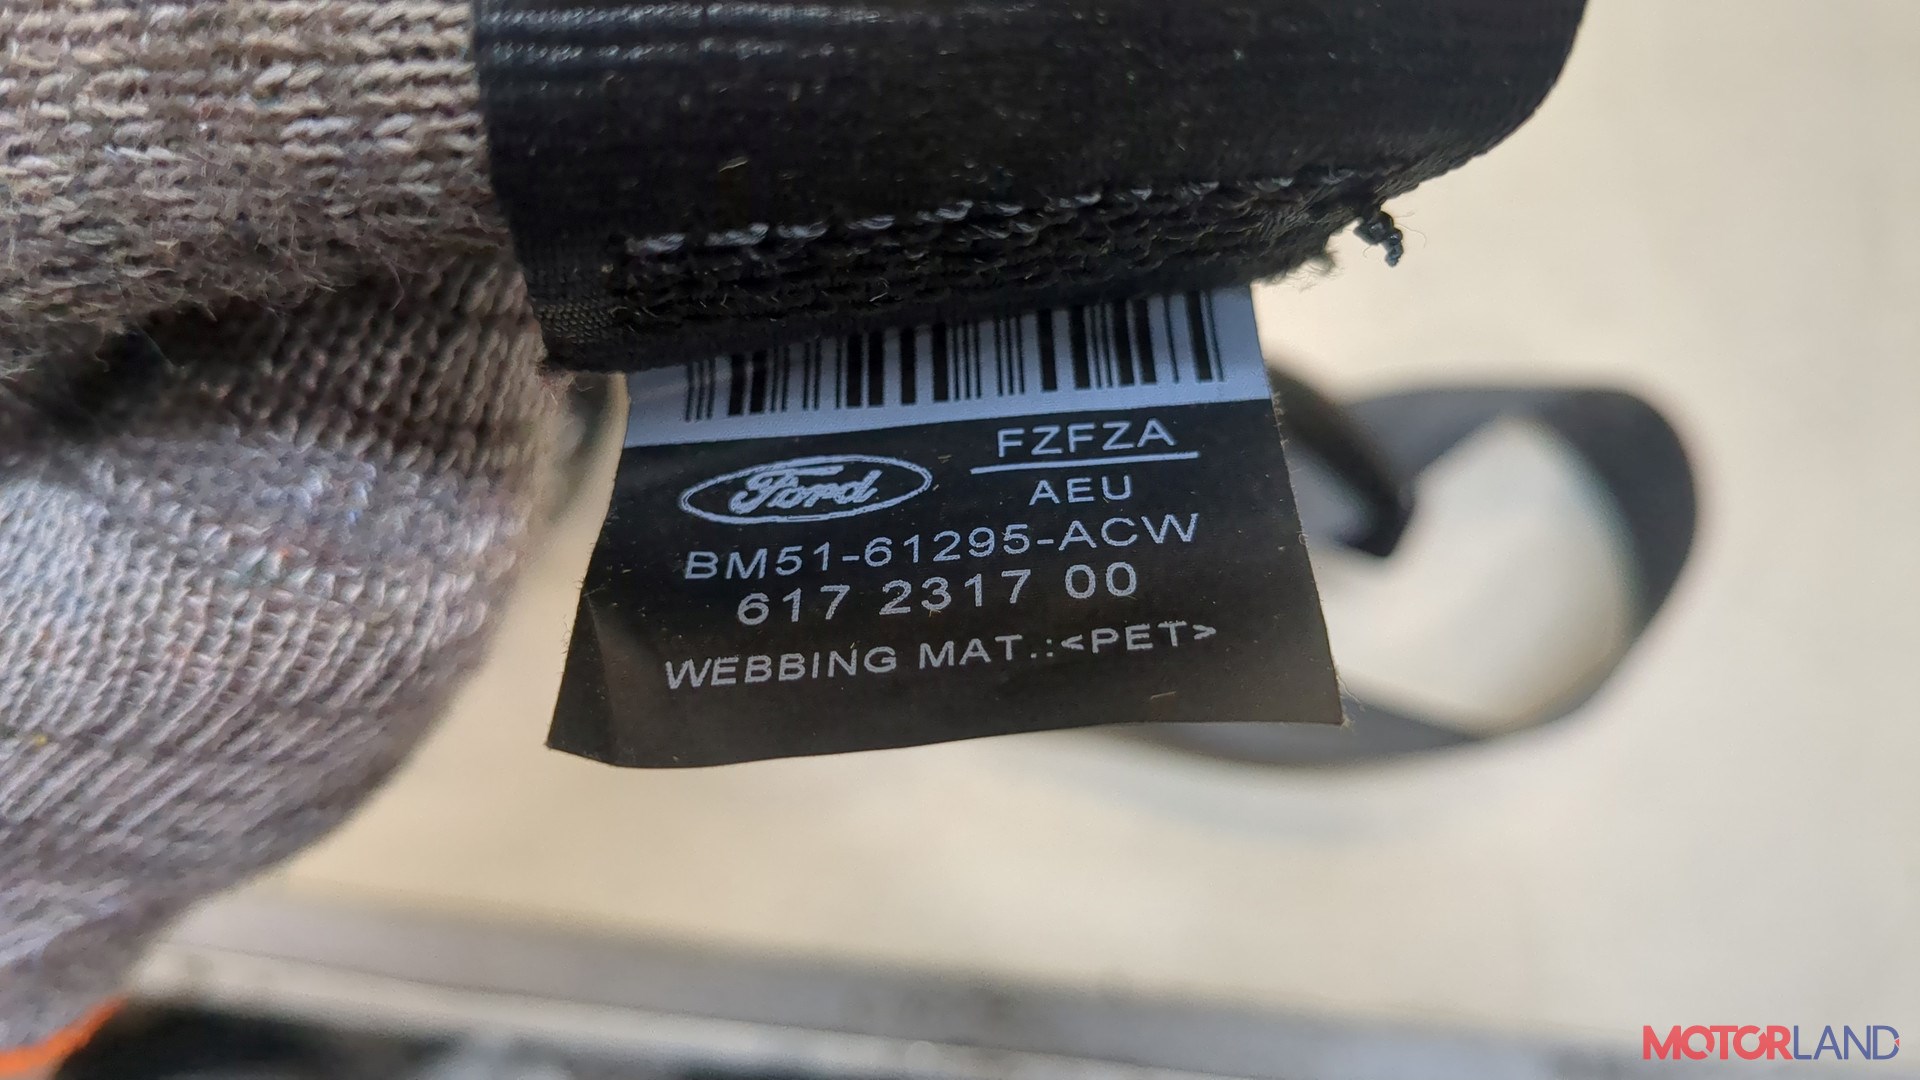 Ford
FZFZA
AEU
BM51-61295-ACW
617 2317 00
WEBBING MAT.:<PET>
MOTORLAND